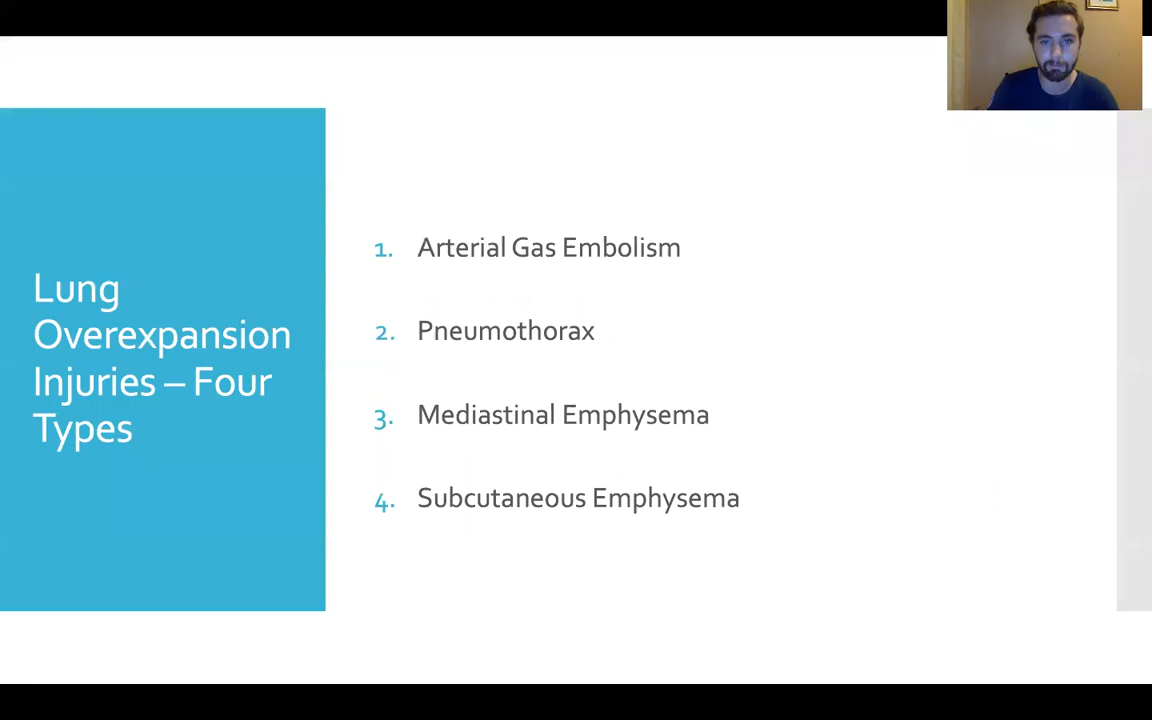 Lung
Overexpansion
Injuries – Four
Types
1. Arterial Gas Embolism
2. Pneumothorax
3. Mediastinal Emphysema
4. Subcutaneous Emphysema